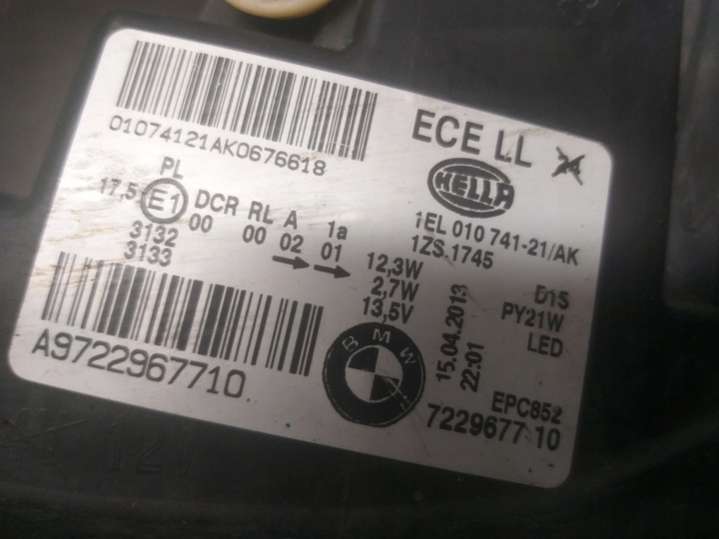 01074121AK0676618
ECE LL
HELLA
1EL 010 741-21/AK
1ZS.1745
PL
17,5 E1 DCR RL A 1a
00 00 02 01
3132
3133
12,3W
2,7W
13,5V
D1S
PY21W
LED
15.04.2013
22:01
BMW
EPC852
7229677 10
A9722967710